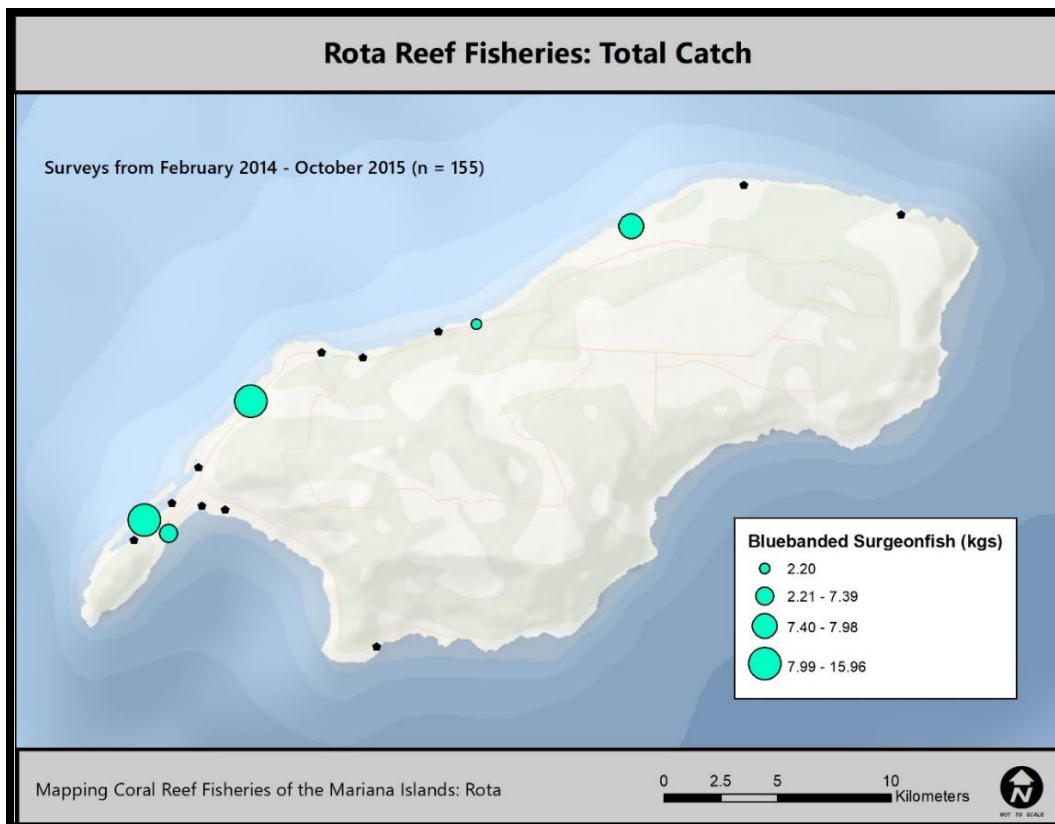 Rota Reef Fisheries: Total Catch
Surveys from February 2014 - October 2015 (n = 155)
Bluebanded Surgeonfish (kgs)
2.20
2.21 - 7.39
7.40 - 7.98
7.99 - 15.96
Mapping Coral Reef Fisheries of the Mariana Islands: Rota
0 2.5 5 10
Kilometers
N
NOT TO SCALE